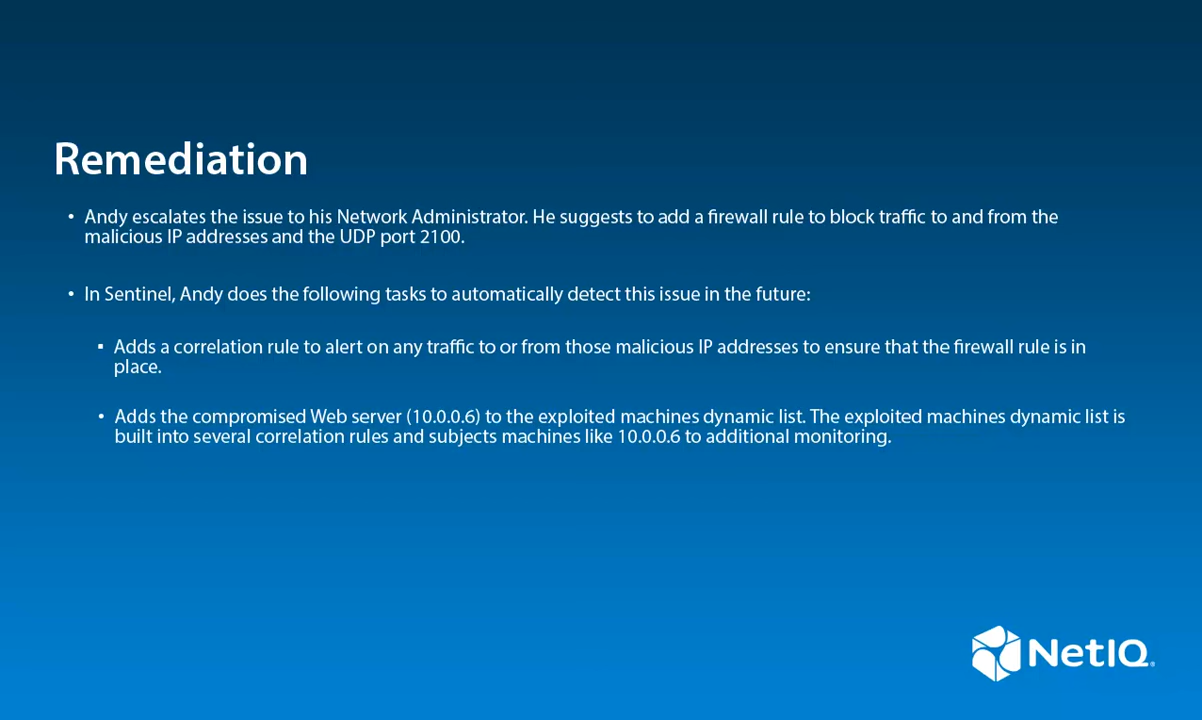 Remediation
• Andy escalates the issue to his Network Administrator. He suggests to add a firewall rule to block traffic to and from the
malicious IP addresses and the UDP port 2100.
• In Sentinel, Andy does the following tasks to automatically detect this issue in the future:
▪ Adds a correlation rule to alert on any traffic to or from those malicious IP addresses to ensure that the firewall rule is in
place.
• Adds the compromised Web server (10.0.0.6) to the exploited machines dynamic list. The exploited machines dynamic list is
built into several correlation rules and subjects machines like 10.0.0.6 to additional monitoring.
NetIQ®